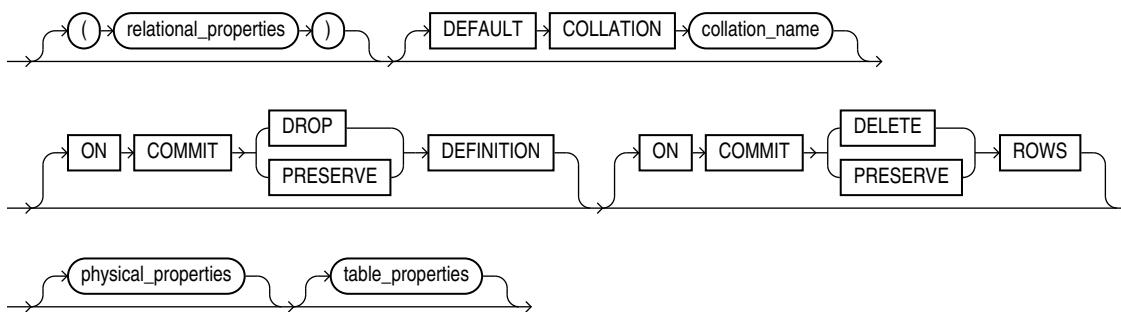 ( relational_properties ) DEFAULT COLLATION collation_name
DROP DELETE
ON COMMIT DEFINITION ON COMMIT ROWS
PRESERVE PRESERVE
physical_properties table_properties